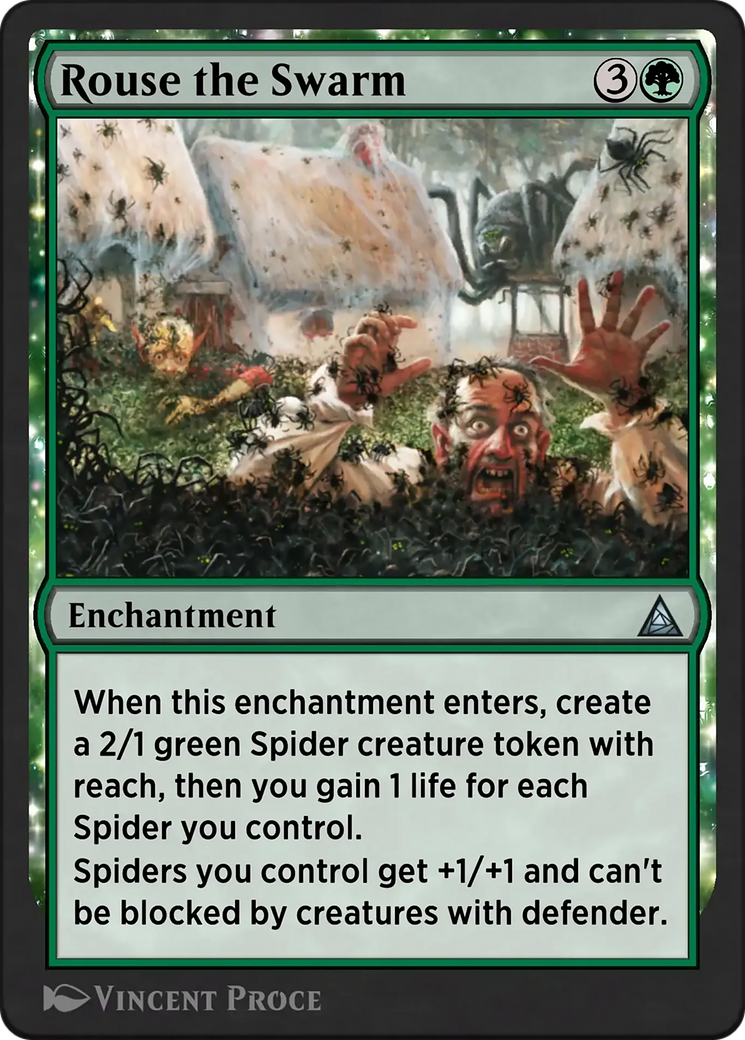 Rouse the Swarm 3
Enchantment
When this enchantment enters, create
a 2/1 green Spider creature token with
reach, then you gain 1 life for each
Spider you control.
Spiders you control get +1/+1 and can't
be blocked by creatures with defender.
Vincent Proce